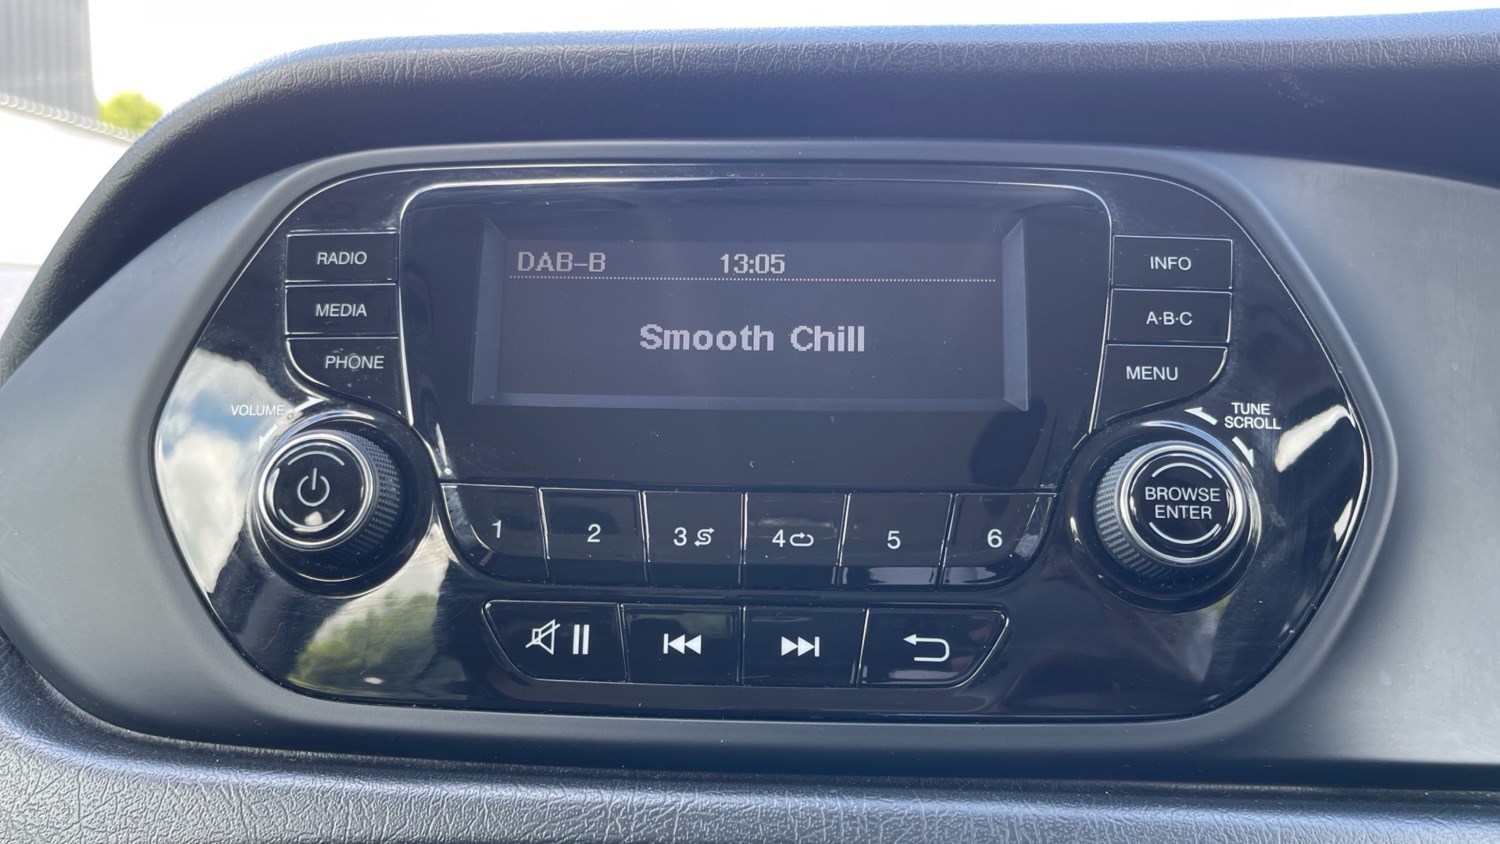 DAB-B 13:05
Smooth Chill
RADIO
MEDIA
PHONE
VOLUME
INFO
A·B·C
MENU
TUNE
SCROLL
BROWSE
ENTER
1 2 3 4 5 6